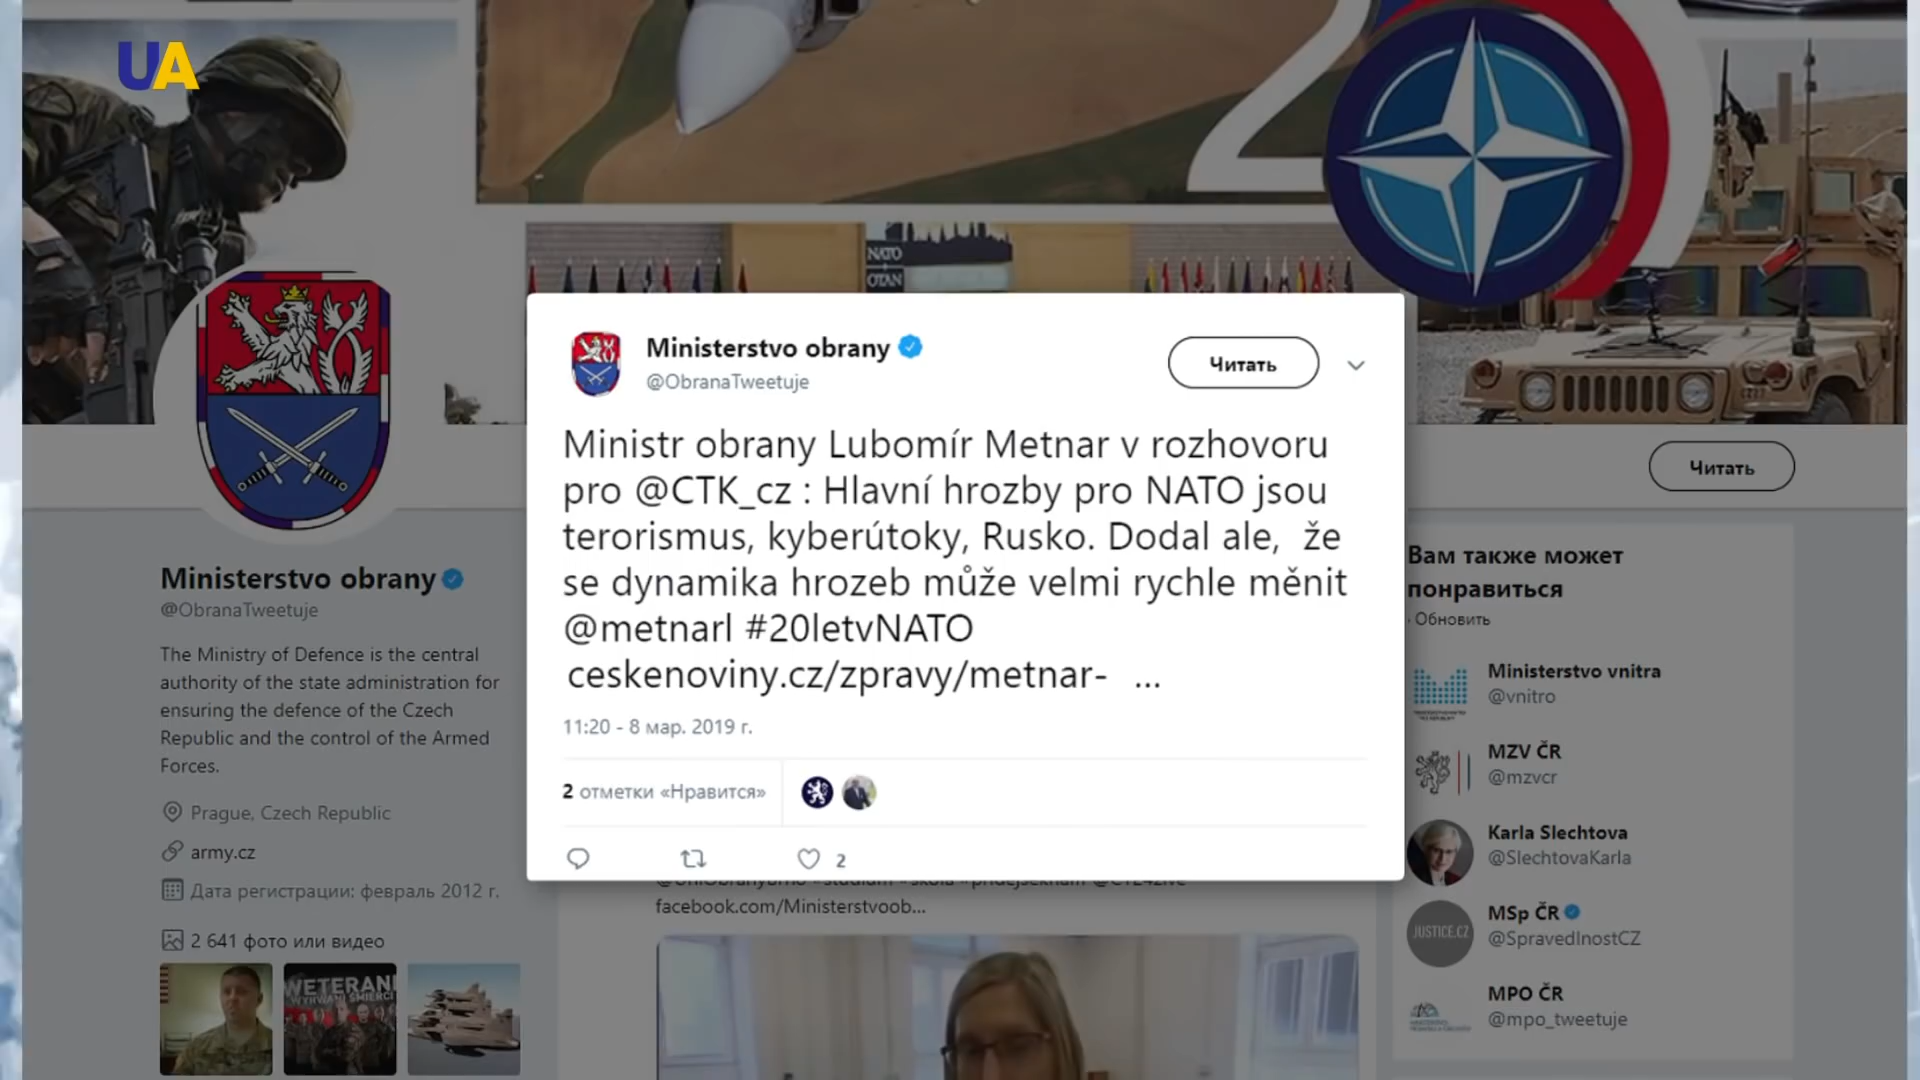 UA
2
NATO
OTAN
Ministerstvo obrany
@ObranaTweetuje
Читать
Ministr obrany Lubomír Metnar v rozhovoru
pro @CTK_cz : Hlavní hrozby pro NATO jsou
terorismus, kyberútoky, Rusko. Dodal ale, že
se dynamika hrozeb může velmi rychle měnit
@metnarl #20letvNATO
ceskenoviny.cz/zpravy/metnar- ...
11:20 - 8 мар. 2019 г.
2 отметки «Нравится»
2
facebook.com/Ministerstvoob...
Ministerstvo obrany
@ObranaTweetuje
The Ministry of Defence is the central
authority of the state administration for
ensuring the defence of the Czech
Republic and the control of the Armed
Forces.
Prague, Czech Republic
army.cz
Дата регистрации: февраль 2012 г.
2 641 фото или видео
Читать
Вам также может
понравиться
· Обновить
Ministerstvo vnitra
@vnitro
MZV ČR
@mzvcr
Karla Slechtova
@SlechtovaKarla
JUSTICE.CZ
MSp ČR
@SpravedlnostCZ
MPO ČR
@mpo_tweetuje